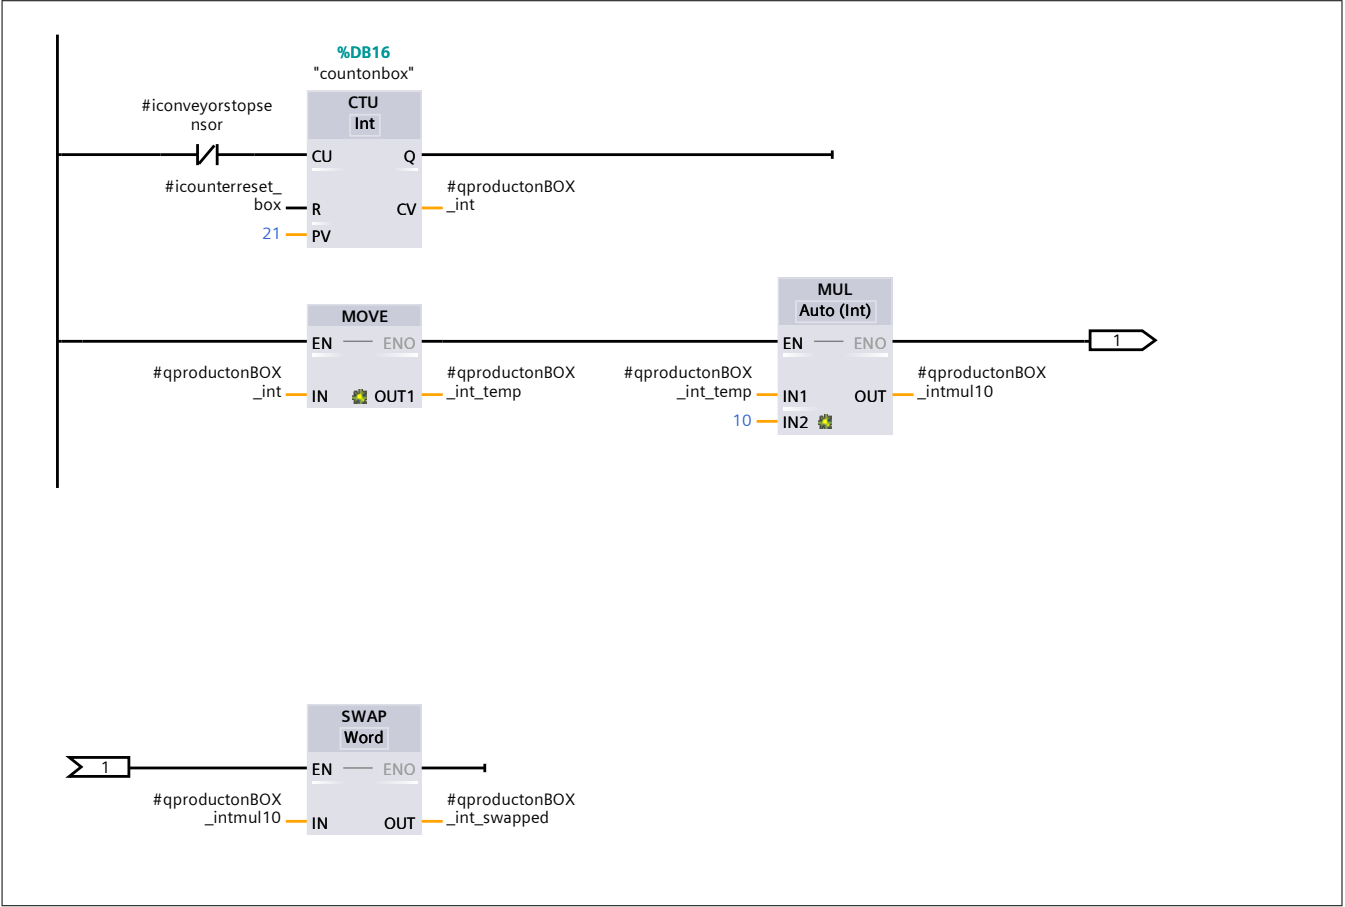 %DB16
"countonbox"
#iconveyorstopse
nsor
CTU
Int
CU
Q
#icounterreset_
box
R
CV
#qproductonBOX
_int
21
PV
MOVE
EN
ENO
#qproductonBOX
_int
IN
OUT1
#qproductonBOX
_int_temp
MUL
Auto (Int)
EN
ENO
#qproductonBOX
_int_temp
IN1
OUT
#qproductonBOX
_intmul10
10
IN2
1
1
SWAP
Word
EN
ENO
#qproductonBOX
_intmul10
IN
OUT
#qproductonBOX
_int_swapped